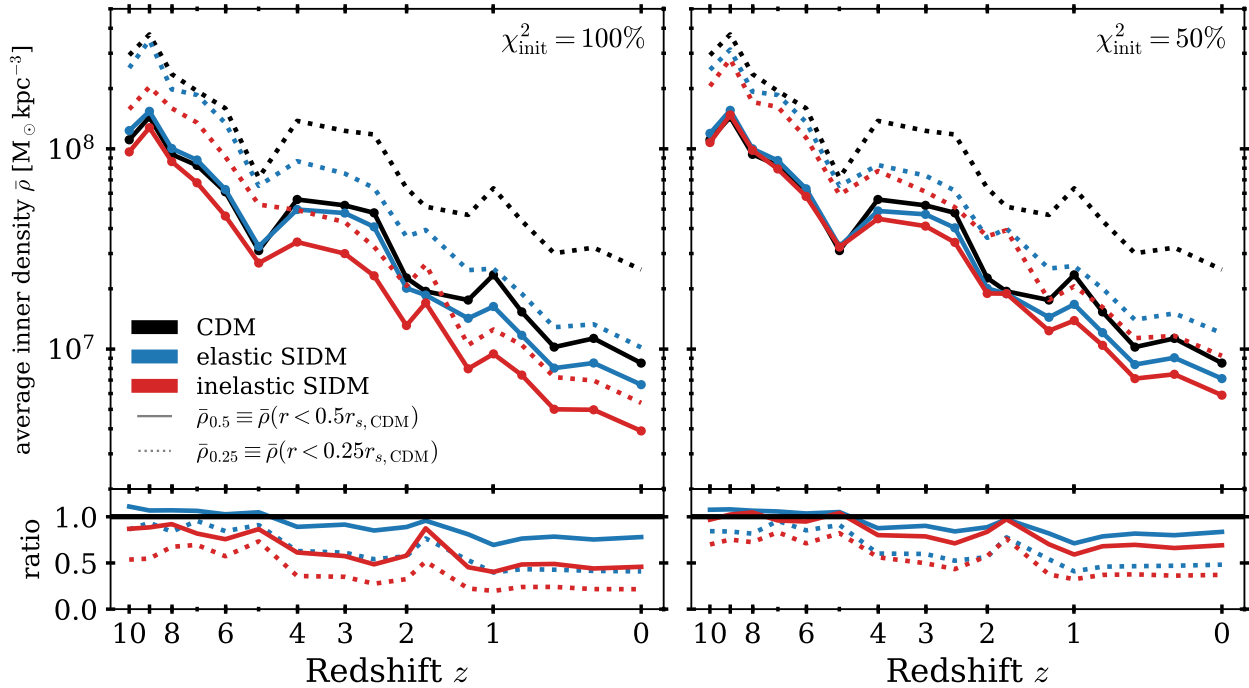 average inner density ρ̄ [M⊙kpc⁻³]
10⁸
10⁷
χ²init = 100%
CDM
elastic SIDM
inelastic SIDM
ρ̄0.5 ≡ ρ̄(r < 0.5rs,CDM)
ρ̄0.25 ≡ ρ̄(r < 0.25rs,CDM)
χ²init = 50%
ratio
1.0
0.5
0.0
10 8 6 4 3 2 1 0
Redshift z
10 8 6 4 3 2 1 0
Redshift z